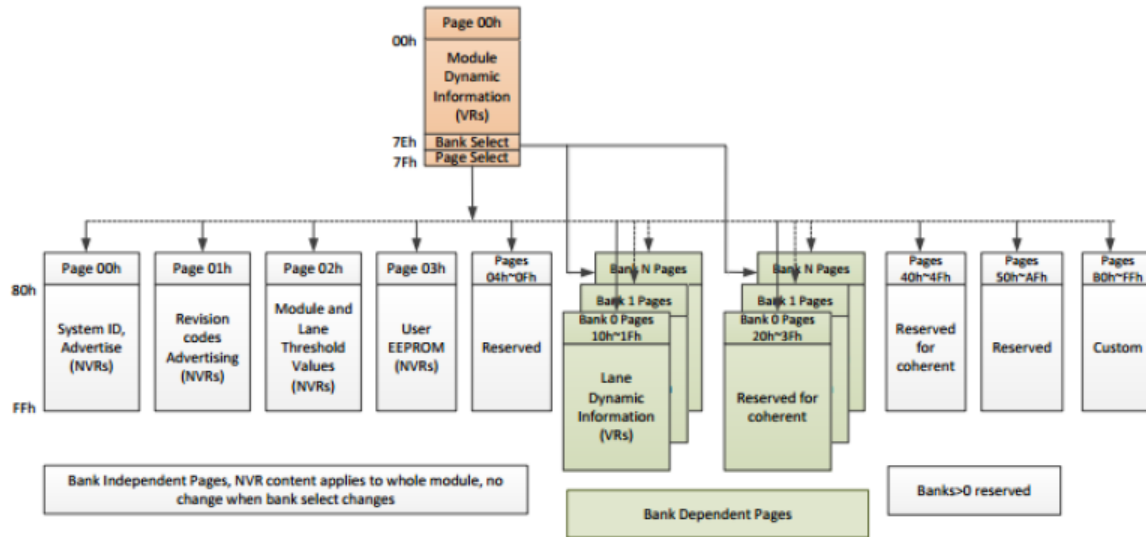 Page 00h
00h
Module
Dynamic
Information
(VRs)
7Eh
Bank Select
7Fh
Page Select
Page 00h
80h
System ID,
Advertise
(NVRs)
FFh
Page 01h
Revision
codes
Advertising
(NVRs)
Page 02h
Module and
Lane
Threshold
Values
(NVRs)
Page 03h
User
EEPROM
(NVRs)
Pages
04h~0Fh
Reserved
Bank N Pages
Bank 1 Pages
Bank 0 Pages
10h~1Fh
Lane
Dynamic
Information
(VRs)
Bank N Pages
Bank 1 Pages
Bank 0 Pages
20h~3Fh
Reserved for
coherent
Pages
40h~4Fh
Reserved
for
coherent
Pages
50h~AFh
Reserved
Pages
B0h~FFh
Custom
Bank Independent Pages, NVR content applies to whole module, no
change when bank select changes
Bank Dependent Pages
Banks>0 reserved